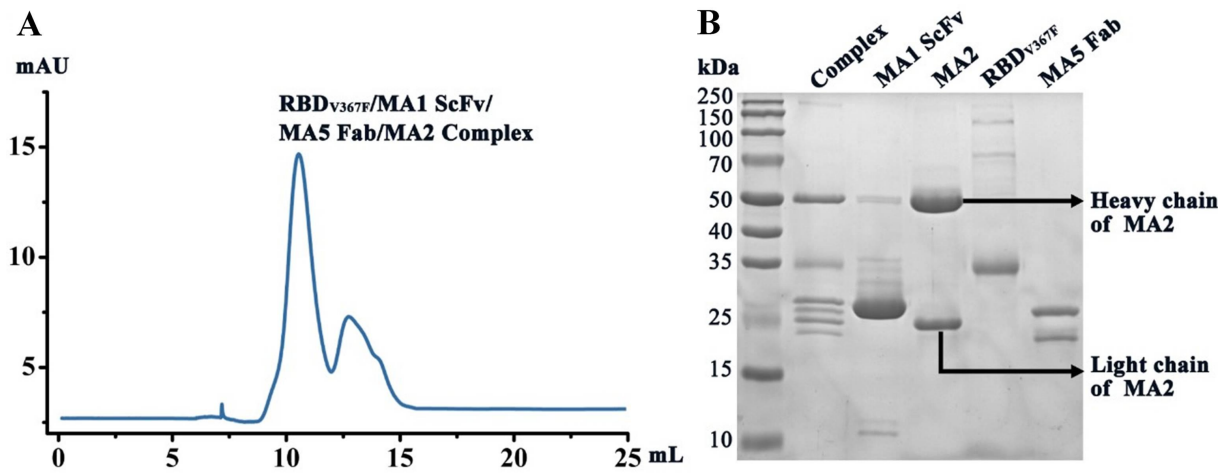 A
mAU
RBDV367F/MA1 ScFv/
MA5 Fab/MA2 Complex
15
10
5
0 5 10 15 20 25 mL
B
kDa
Complex
MA1 ScFv
MA2
RBDV367F
MA5 Fab
250
150
100
70
50
40
35
25
15
10
Heavy chain
of MA2
Light chain
of MA2